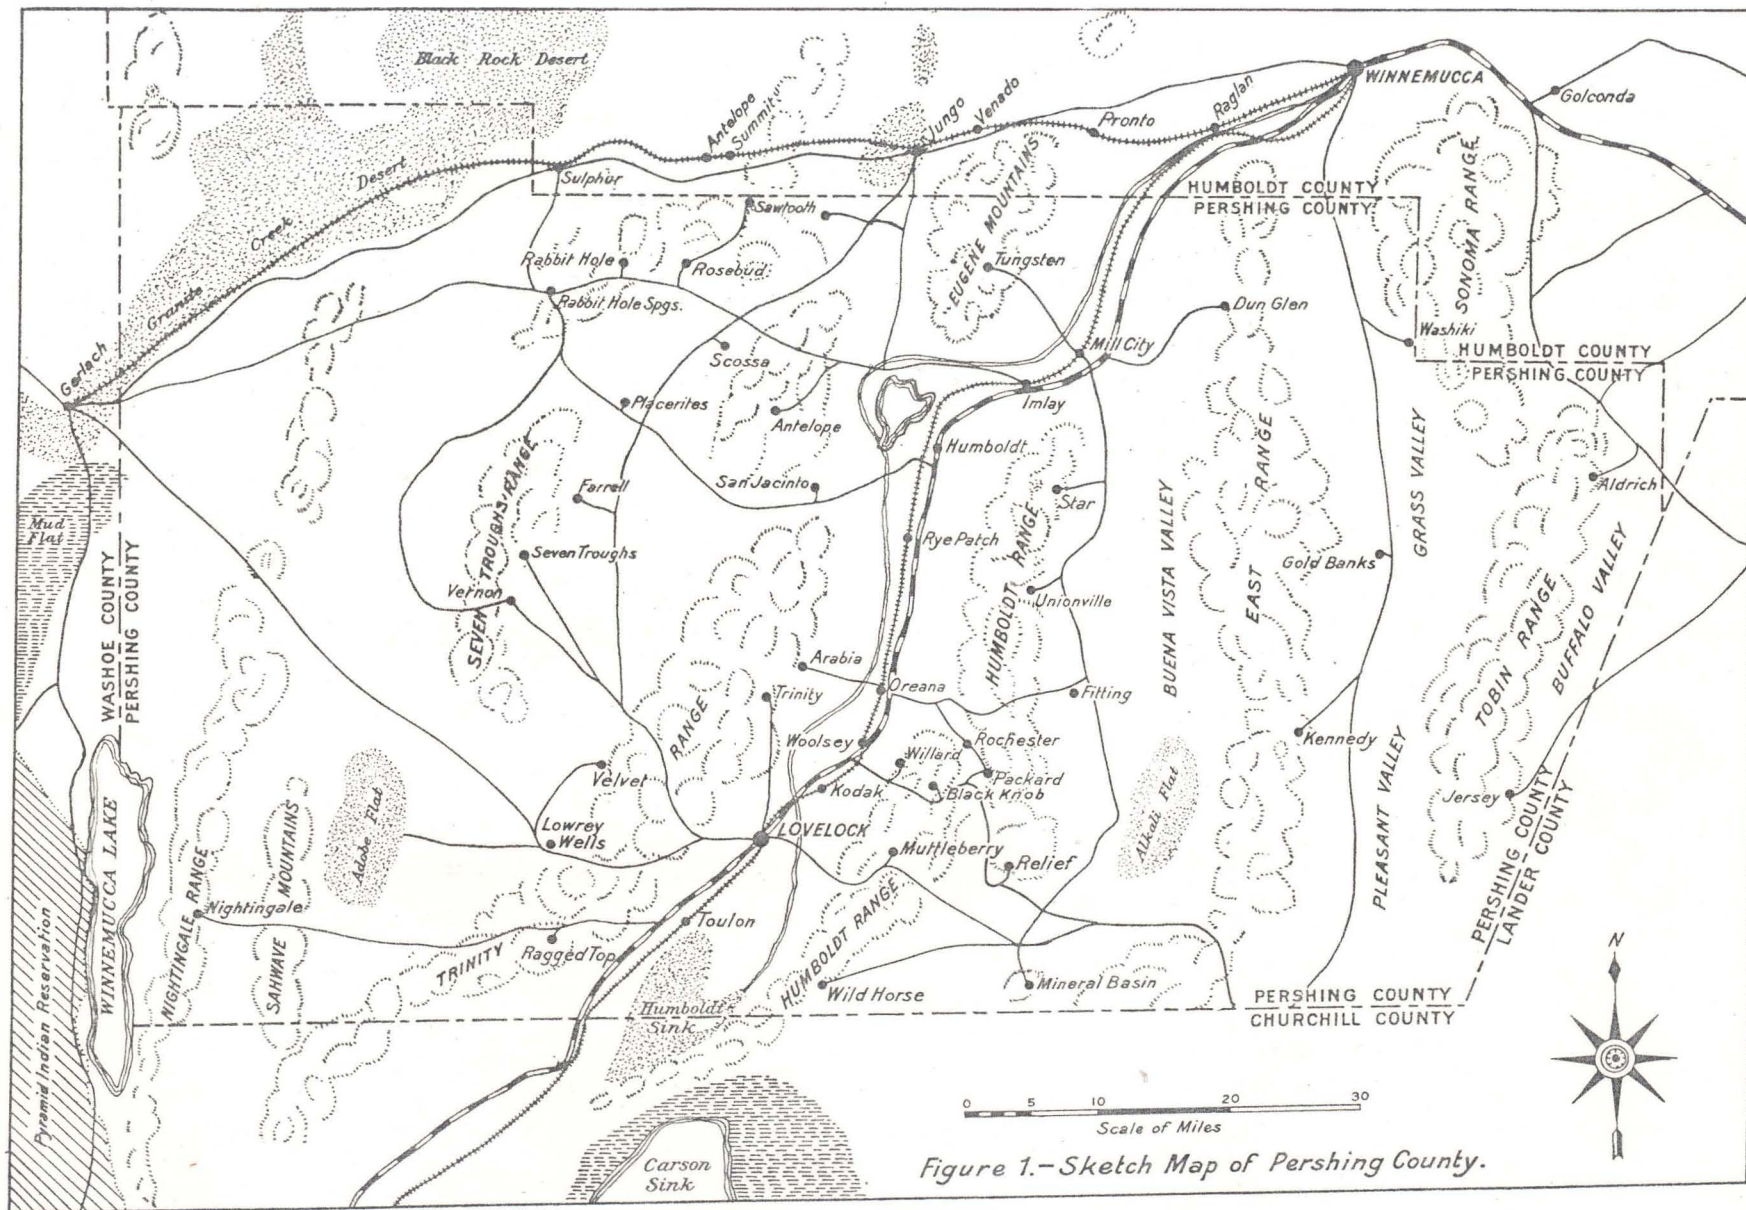 Black Rock Desert
WINNEMUCCA
Golconda
Antelope
Summit
Jungo
Venado
Pronto
Raglan
Sulphur
Desert
Creek
Granite
Gerlach
HUMBOLDT COUNTY
PERSHING COUNTY
SONOMA RANGE
Sawtooth
EUGENE MOUNTAINS
Rabbit Hole
Rosebud
Tungsten
Rabbit Hole Spgs.
Dun Glen
Washiki
Scossa
Mill City
HUMBOLDT COUNTY
PERSHING COUNTY
Placerites
Antelope
Imlay
Humboldt
San Jacinto
Farrell
Star
Aldrich
Mud
Flat
SEVEN TROUGHS RANGE
Seven Troughs
Vernon
Rye Patch
HUMBOLDT RANGE
Unionville
BUENA VISTA VALLEY
EAST RANGE
Gold Banks
GRASS VALLEY
TOBIN RANGE
BUFFALO VALLEY
WASHOE COUNTY
PERSHING COUNTY
Arabia
Trinity
Oreana
Fitting
RANGE
Woolsey
Willard
Rochester
Packard
Black Knob
Kodak
Velvet
Kennedy
PLEASANT VALLEY
Jersey
Alkali Flat
Adobe Flat
Lowrey
Wells
LOVELOCK
Muttleberry
Relief
WINNEMUCCA LAKE
NIGHTINGALE RANGE
SAHWAVE MOUNTAINS
Nightingale
Toulon
TRINITY
Ragged Top
HUMBOLDT RANGE
Wild Horse
Mineral Basin
PERSHING COUNTY
LANDER COUNTY
Humboldt
Sink
PERSHING COUNTY
CHURCHILL COUNTY
Pyramid Indian Reservation
N
0 5 10 20 30
Scale of Miles
Carson
Sink
Figure 1.-Sketch Map of Pershing County.